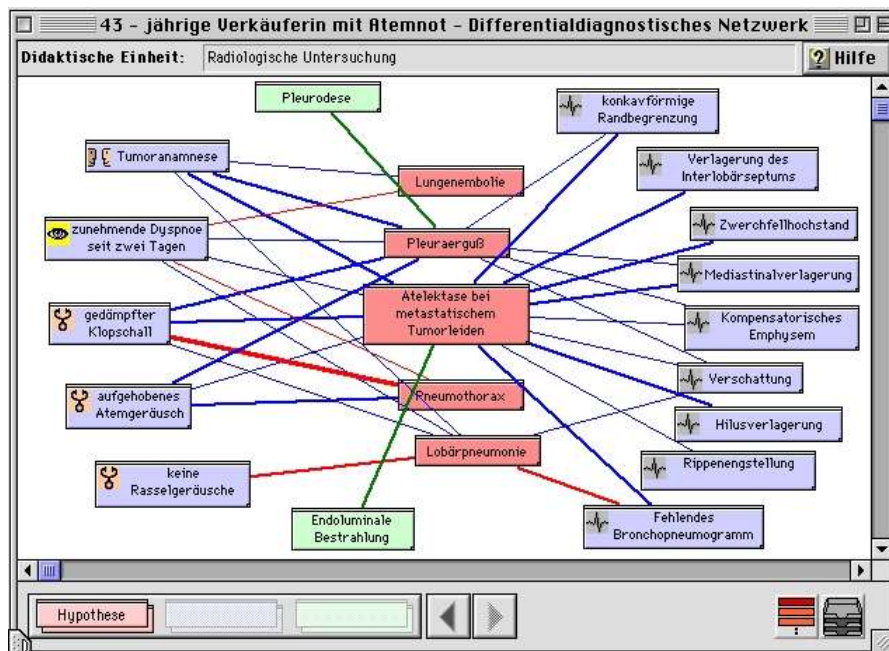 43 - jährige Verkäuferin mit Atemnot - Differentialdiagnostisches Netzwerk
Didaktische Einheit:
Radiologische Untersuchung
Hilfe
Pleurodese
konkavförmige
Randbegrenzung
Tumoranamnese
Lungenembolie
Verlagerung des
Interlobärseptums
zunehmende Dyspnoe
seit zwei Tagen
Pleuraerguß
Zwerchfellhochstand
Mediastinalverlagerung
Atelektase bei
metastatischem
Tumorleiden
gedämpfter
Klopschall
Kompensatorisches
Emphysem
aufgehobenes
Atemgeräusch
Pneumothorax
Verschattung
Hilusverlagerung
Lobärpneumonie
keine
Rasselgeräusche
Rippenengstellung
Endoluminale
Bestrahlung
Fehlendes
Bronchopneumogramm
Hypothese